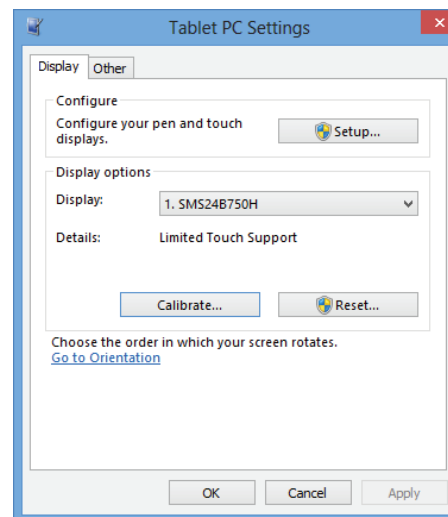 Tablet PC Settings
Display
Other
Configure
Configure your pen and touch
displays.
Setup...
Display options
Display:
1. SMS24B750H
Details:
Limited Touch Support
Calibrate...
Reset...
Choose the order in which your screen rotates.
Go to Orientation
OK
Cancel
Apply